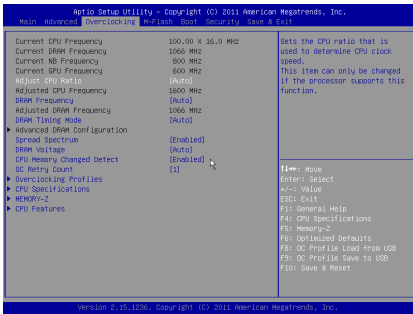 Aptio Setup Utility – Copyright (C) 2011 American Megatrends, Inc.
Main Advanced Overclocking M-Flash Boot Security Save & Exit
Current CPU Frequency 100.00 X 16.0 MHz
Current DRAM Frequency 1066 MHz
Current NB Frequency 800 MHz
Current GPU Frequency 600 MHz
Adjust CPU Ratio [Auto]
Adjusted CPU Frequency 1600 MHz
DRAM Frequency [Auto]
Adjusted DRAM Frequency 1066 MHz
DRAM Timing Mode [Auto]
Advanced DRAM Configuration
Spread Spectrum [Enabled]
DRAM Voltage [Auto]
CPU Memory Changed Detect [Enabled]
OC Retry Count [1]
Overclocking Profiles
CPU Specifications
MEMORY-Z
CPU Features
Sets the CPU ratio that is
used to determine CPU clock
speed.
This item can only be changed
if the processor supports this
function.
↑↓↔: Move
Enter: Select
+/-: Value
ESC: Exit
F1: General Help
F4: CPU Specifications
F5: Memory-Z
F6: Optimized Defaults
F8: OC Profile Load from USB
F9: OC Profile Save to USB
F10: Save & Reset
Version 2.15.1236. Copyright (C) 2011 American Megatrends, Inc.